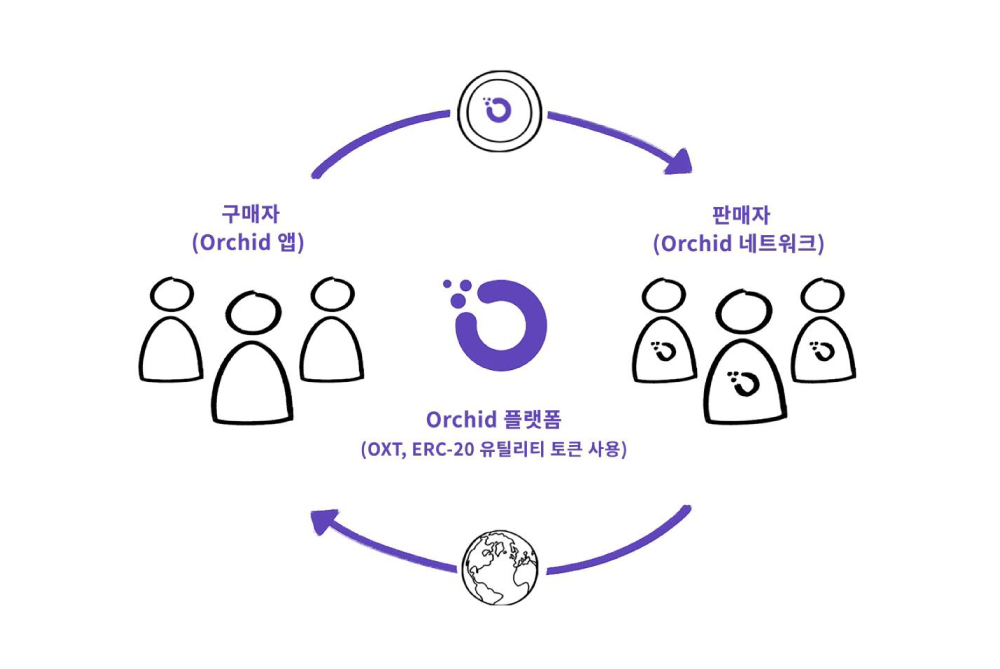 구매자
(Orchid 앱)
판매자
(Orchid 네트워크)
Orchid 플랫폼
(OXT, ERC-20 유틸리티 토큰 사용)